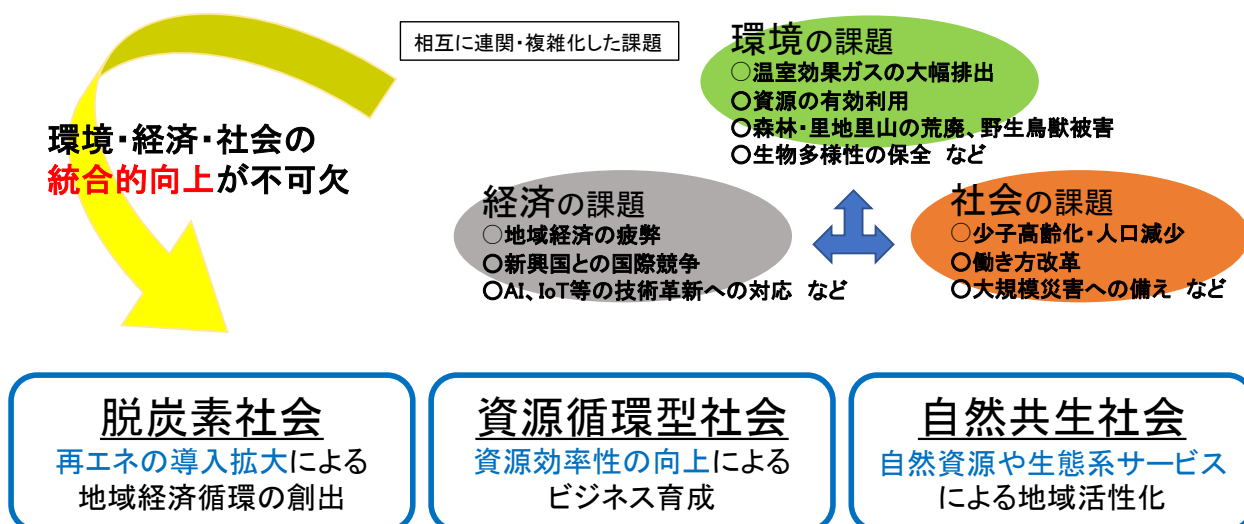 相互に連関・複雑化した課題
環境の課題
○温室効果ガスの大幅排出
○資源の有効利用
○森林・里地里山の荒廃、野生鳥獣被害
○生物多様性の保全 など
環境・経済・社会の
統合的向上が不可欠
経済の課題
○地域経済の疲弊
○新興国との国際競争
○AI、IoT等の技術革新への対応 など
社会の課題
○少子高齢化・人口減少
○働き方改革
○大規模災害への備え など
脱炭素社会
再エネの導入拡大による
地域経済循環の創出
資源循環型社会
資源効率性の向上による
ビジネス育成
自然共生社会
自然資源や生態系サービス
による地域活性化